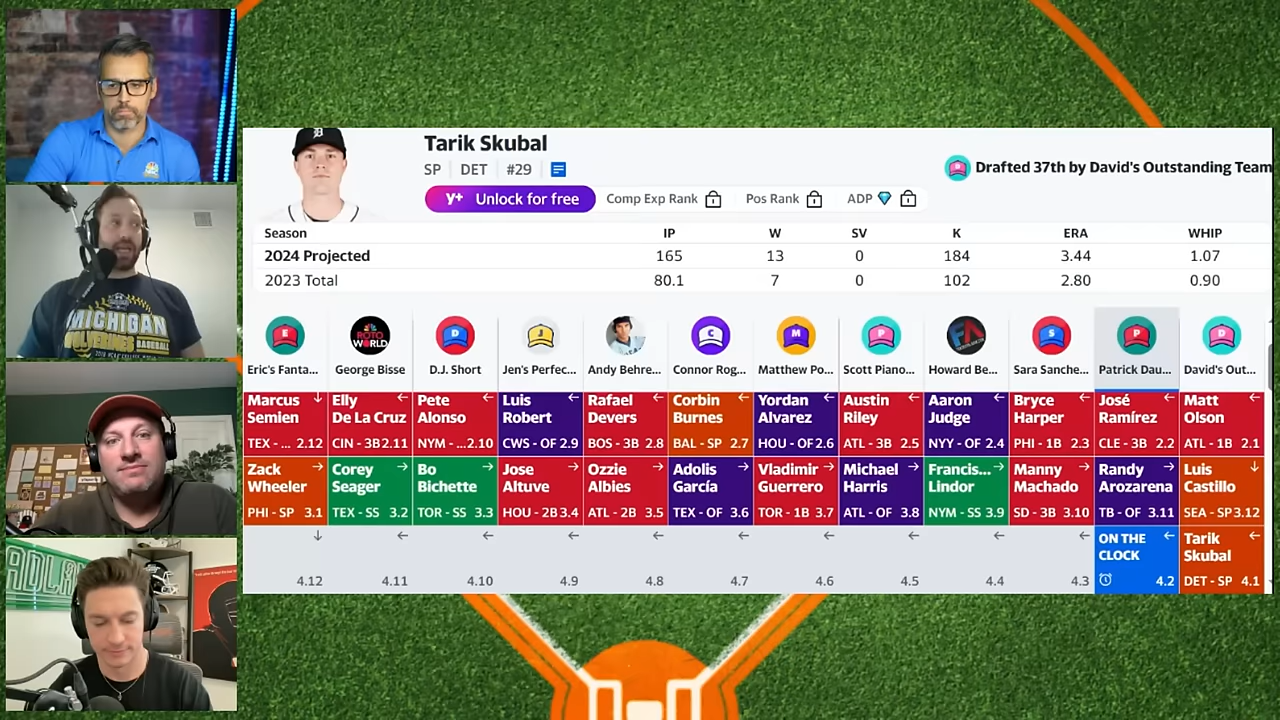 Tarik Skubal
SP DET #29
Drafted 37th by David's Outstanding Team
y+ Unlock for free Comp Exp Rank Pos Rank ADP
Season IP W SV K ERA WHIP
2024 Projected 165 13 0 184 3.44 1.07
2023 Total 80.1 7 0 102 2.80 0.90
E ROTO WORLD D J C M P FA S P D
Eric's Fanta... George Bisse D.J. Short Jen's Perfec... Andy Behre... Connor Rog... Matthew Po... Scott Piano... Howard Be... Sara Sanche... Patrick Dau... David's Out...
Marcus Elly Pete Luis Rafael Corbin Yordan Austin Aaron Bryce José Matt
Semien De La Cruz Alonso Robert Devers Burnes Alvarez Riley Judge Harper Ramírez Olson
TEX - ... 2.12 CIN - 3B 2.11 NYM - ... 2.10 CWS - OF 2.9 BOS - 3B 2.8 BAL - SP 2.7 HOU - OF 2.6 ATL - 3B 2.5 NYY - OF 2.4 PHI - 1B 2.3 CLE - 3B 2.2 ATL - 1B 2.1
Zack Corey Bo Jose Ozzie Adolis Vladimir Michael Francis... Manny Randy Luis
Wheeler Seager Bichette Altuve Albies García Guerrero Harris Lindor Machado Arozarena Castillo
PHI - SP 3.1 TEX - SS 3.2 TOR - SS 3.3 HOU - 2B 3.4 ATL - 2B 3.5 TEX - OF 3.6 TOR - 1B 3.7 ATL - OF 3.8 NYM - SS 3.9 SD - 3B 3.10 TB - OF 3.11 SEA - SP 3.12
ON THE Tarik
CLOCK Skubal
4.12 4.11 4.10 4.9 4.8 4.7 4.6 4.5 4.4 4.3 4.2 DET - SP 4.1
MICHIGAN
WOLVERINES